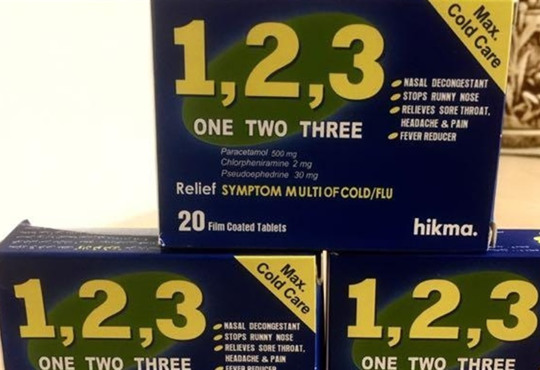 Max.
Cold Care
1,2,3
ONE TWO THREE
NASAL DECONGESTANT
STOPS RUNNY NOSE
RELIEVES SORE THROAT,
HEADACHE & PAIN
FEVER REDUCER
Paracetamol 500 mg
Chlorpheniramine 2 mg
Pseudoephedrine 30 mg
Relief SYMPTOM MULTI OF COLD/FLU
20 Film Coated Tablets
hikma.
Max.
Cold Care
1,2,3
ONE TWO THREE
NASAL DECONGESTANT
STOPS RUNNY NOSE
RELIEVES SORE THROAT,
HEADACHE & PAIN
FEVER REDUCER
1,2,3
ONE TWO THREE